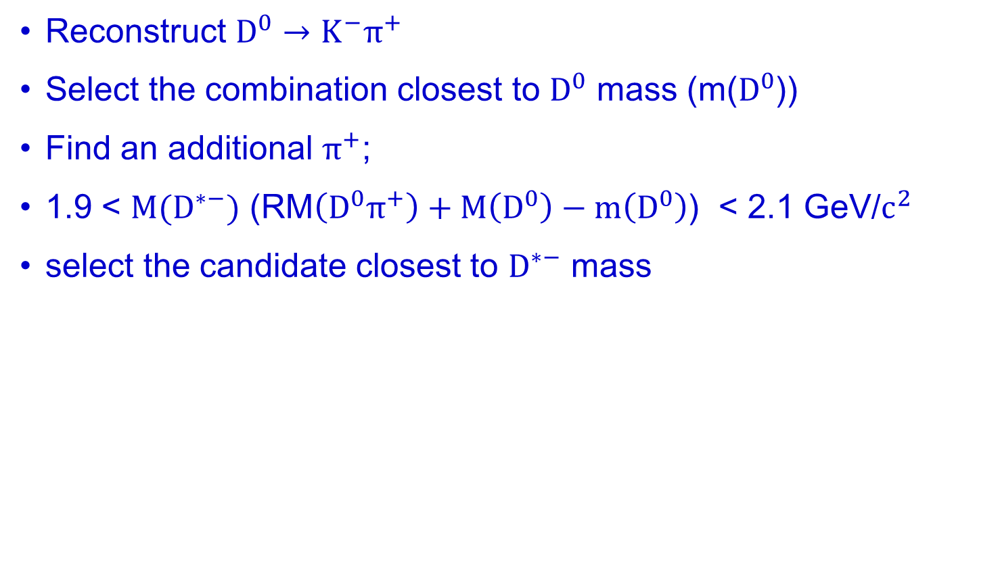 • Reconstruct D⁰ → K⁻π⁺
• Select the combination closest to D⁰ mass (m(D⁰))
• Find an additional π⁺;
• 1.9 < M(D*⁻) (RM(D⁰π⁺) + M(D⁰) − m(D⁰)) < 2.1 GeV/c²
• select the candidate closest to D*⁻ mass